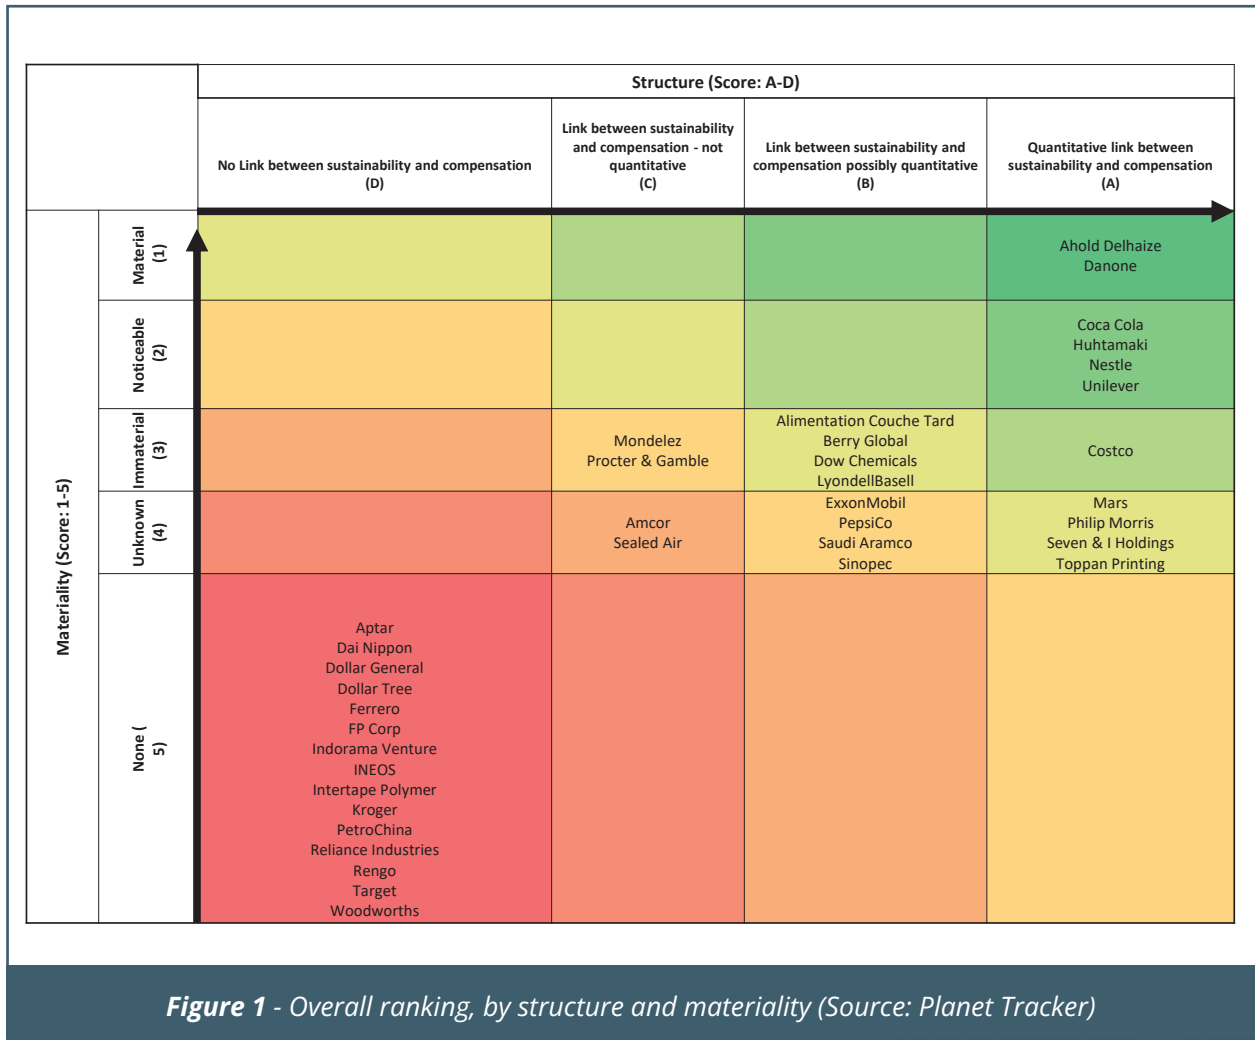 Structure (Score: A-D)
No Link between sustainability and compensation
(D)
Link between sustainability
and compensation - not
quantitative
(C)
Link between sustainability and
compensation possibly quantitative
(B)
Quantitative link between
sustainability and compensation
(A)
Materiality (Score: 1-5)
Material
(1)
Ahold Delhaize
Danone
Noticeable
(2)
Coca Cola
Huhtamaki
Nestle
Unilever
Immaterial
(3)
Mondelez
Procter & Gamble
Alimentation Couche Tard
Berry Global
Dow Chemicals
LyondellBasell
Costco
Unknown
(4)
Amcor
Sealed Air
ExxonMobil
PepsiCo
Saudi Aramco
Sinopec
Mars
Philip Morris
Seven & I Holdings
Toppan Printing
None (
5)
Aptar
Dai Nippon
Dollar General
Dollar Tree
Ferrero
FP Corp
Indorama Venture
INEOS
Intertape Polymer
Kroger
PetroChina
Reliance Industries
Rengo
Target
Woodworths
Figure 1 - Overall ranking, by structure and materiality (Source: Planet Tracker)